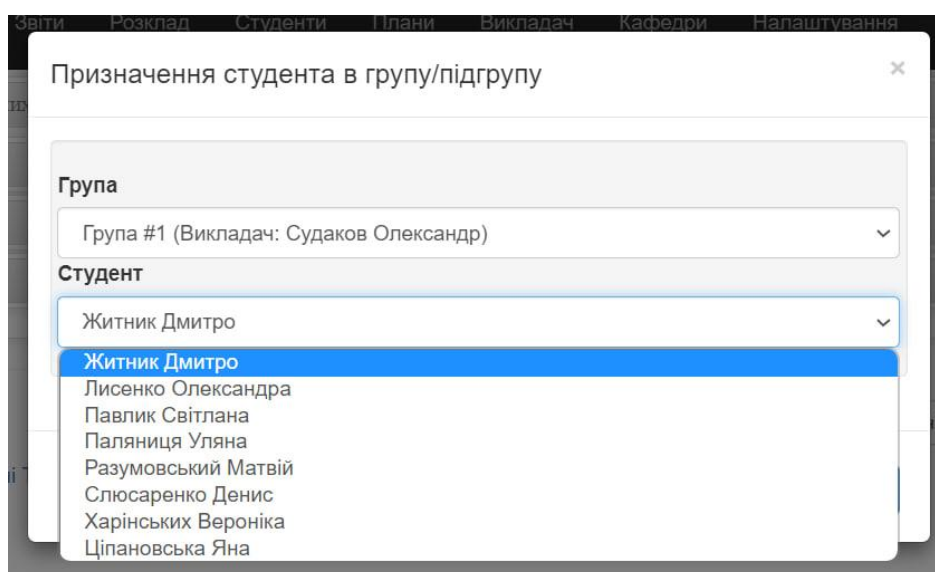 Звіти Розклад Студенти Плани Викладач Кафедри Налаштування
Призначення студента в групу/підгрупу
×
Група
Група #1 (Викладач: Судаков Олександр)
Студент
Житник Дмитро
Житник Дмитро
Лисенко Олександра
Павлик Світлана
Паляниця Уляна
Разумовський Матвій
Слюсаренко Денис
Харінських Вероніка
Ціпановська Яна